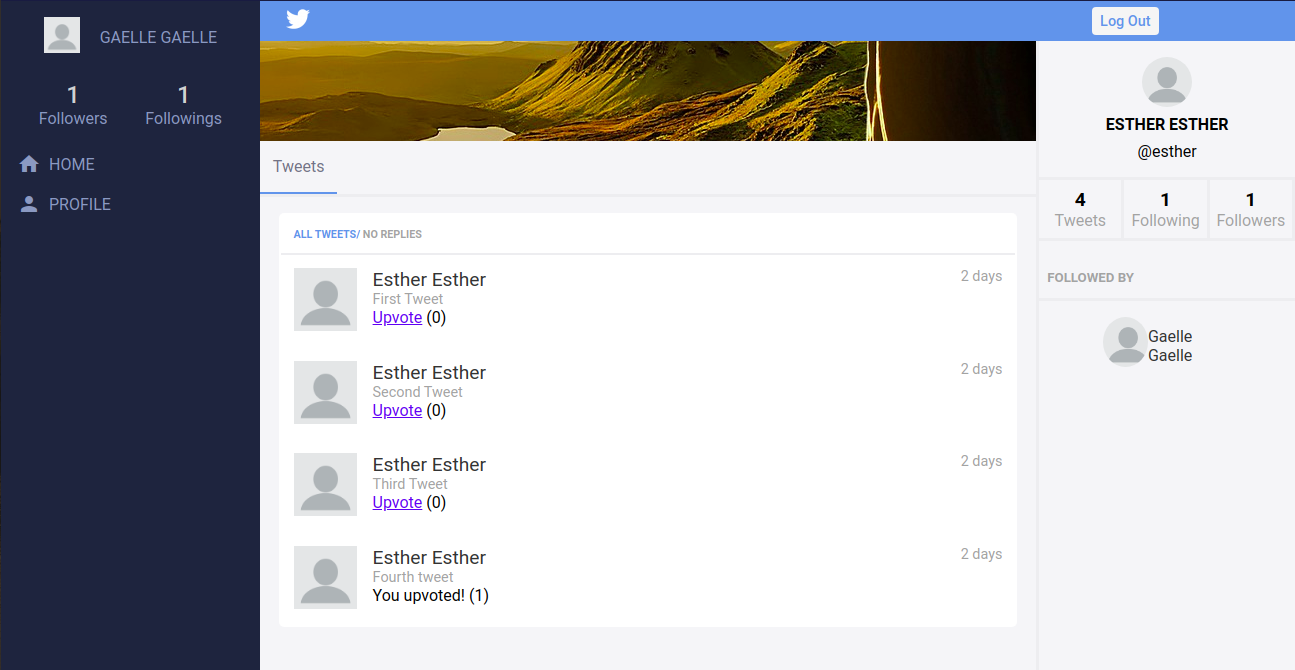 GAELLE GAELLE
1
Followers
1
Followings
HOME
PROFILE
Log Out
Tweets
ALL TWEETS/ NO REPLIES
Esther Esther
2 days
First Tweet
Upvote (0)
Esther Esther
2 days
Second Tweet
Upvote (0)
Esther Esther
2 days
Third Tweet
Upvote (0)
Esther Esther
2 days
Fourth tweet
You upvoted! (1)
ESTHER ESTHER
@esther
4
Tweets
1
Following
1
Followers
FOLLOWED BY
Gaelle
Gaelle